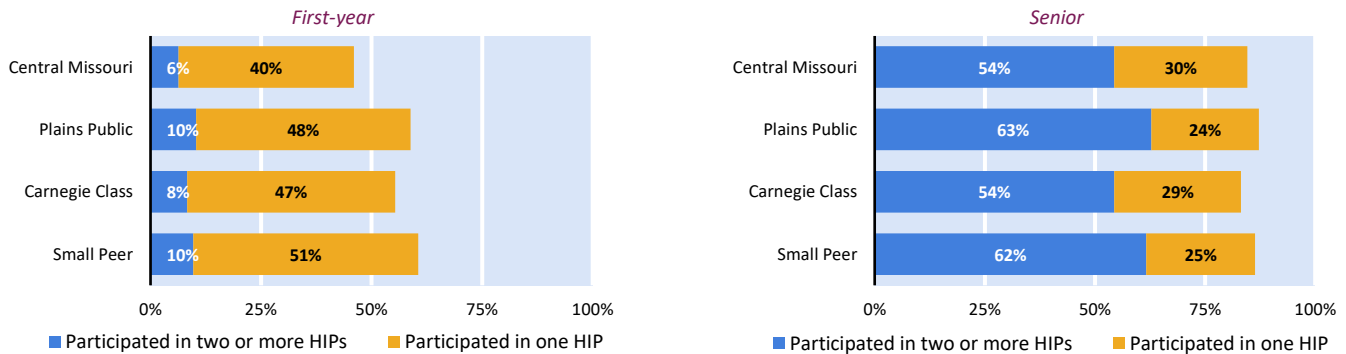 First-year
Central Missouri
6% 40%
Plains Public
10% 48%
Carnegie Class
8% 47%
Small Peer
10% 51%
0% 25% 50% 75% 100%
Participated in two or more HIPs Participated in one HIP
Senior
Central Missouri
54% 30%
Plains Public
63% 24%
Carnegie Class
54% 29%
Small Peer
62% 25%
0% 25% 50% 75% 100%
Participated in two or more HIPs Participated in one HIP